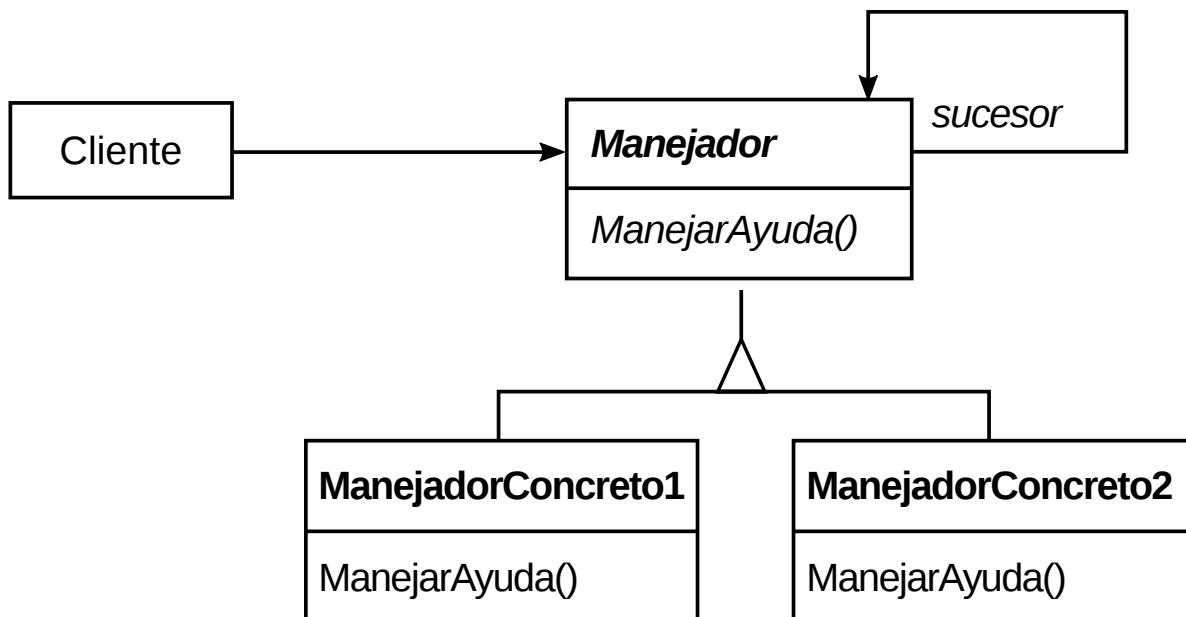 sucesor
Cliente
Manejador
ManejarAyuda()
ManejadorConcreto1
ManejadorConcreto2
ManejarAyuda()
ManejarAyuda()